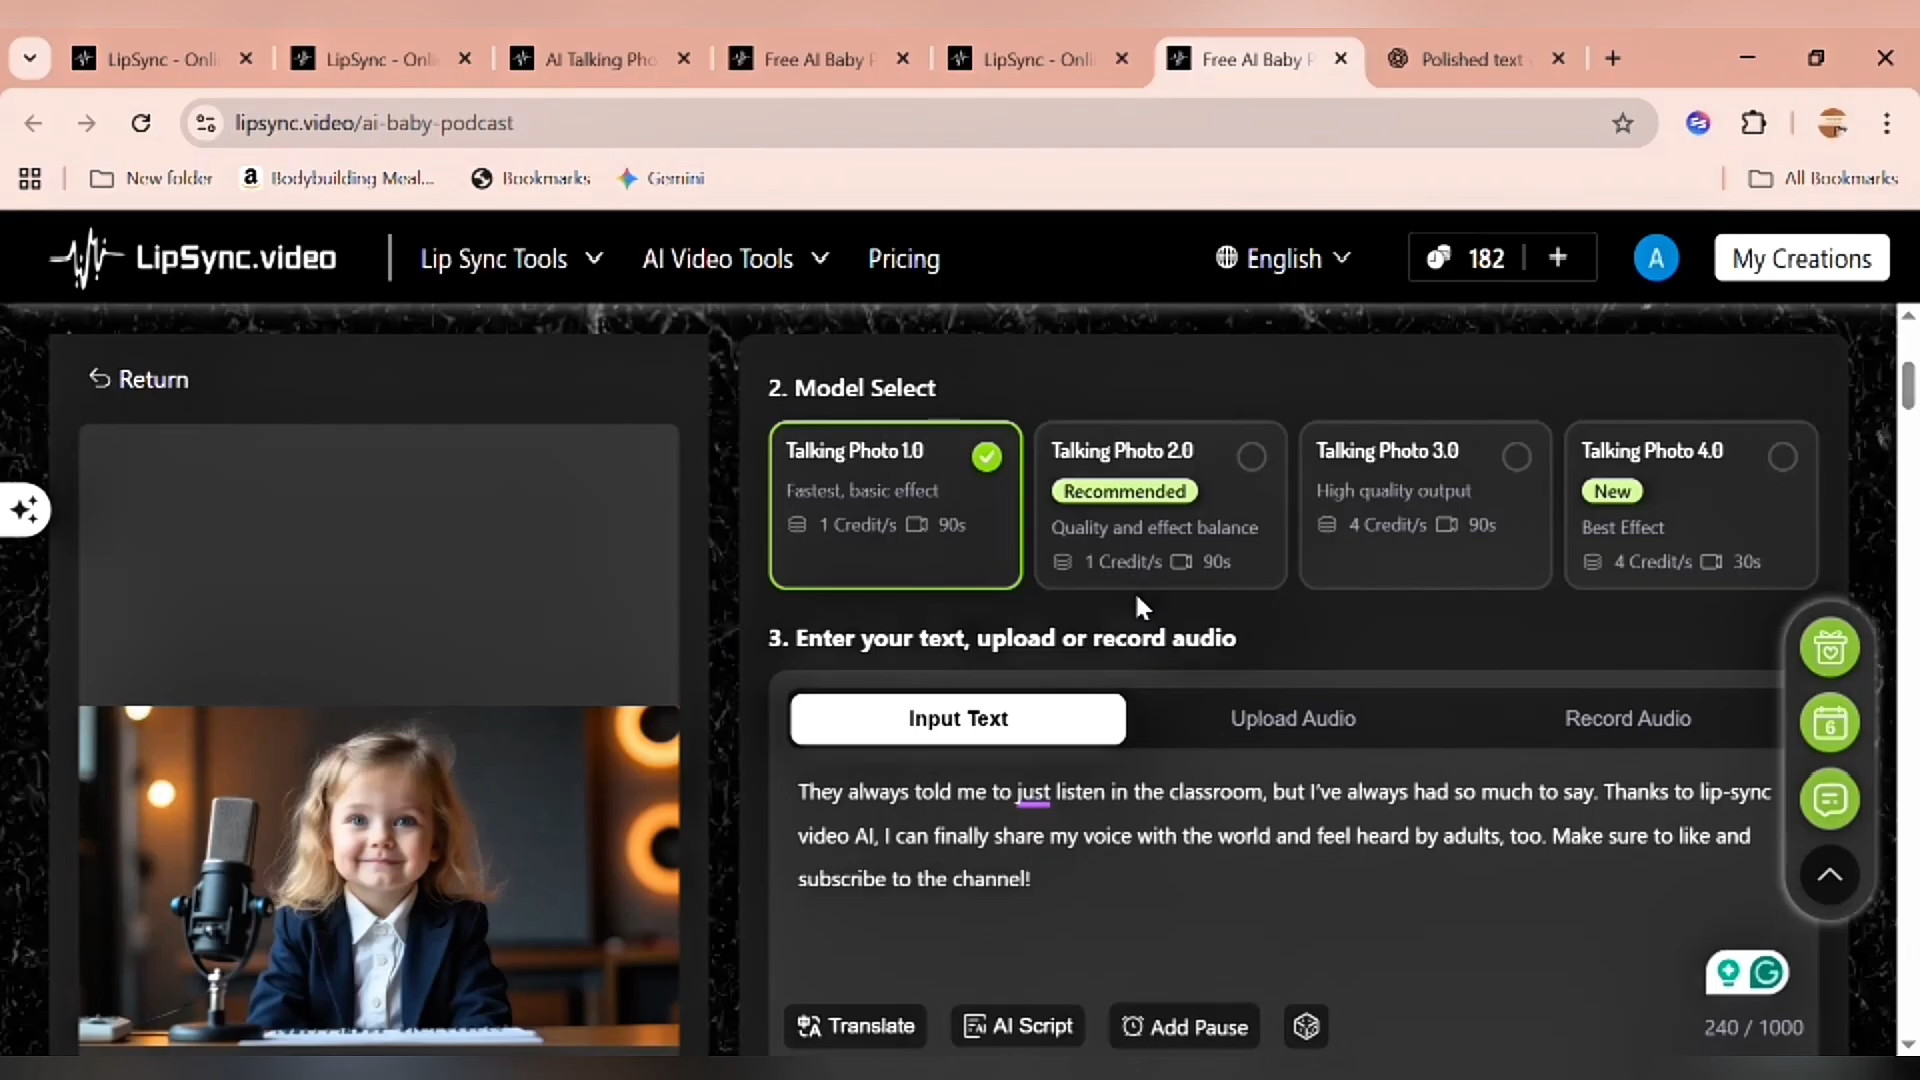 LipSync - Onli
LipSync - Onli
AI Talking Pho
Free AI Baby P
LipSync - Onli
Free AI Baby P
Polished text
lipsync.video/ai-baby-podcast
New folder
Bodybuilding Meal...
Bookmarks
Gemini
All Bookmarks
LipSync.video
Lip Sync Tools
AI Video Tools
Pricing
English
182
A
My Creations
Return
2. Model Select
Talking Photo 1.0
Fastest, basic effect
1 Credit/s 90s
Talking Photo 2.0
Recommended
Quality and effect balance
1 Credit/s 90s
Talking Photo 3.0
High quality output
4 Credit/s 90s
Talking Photo 4.0
New
Best Effect
4 Credit/s 30s
3. Enter your text, upload or record audio
Input Text
Upload Audio
Record Audio
They always told me to just listen in the classroom, but I've always had so much to say. Thanks to lip-sync
video AI, I can finally share my voice with the world and feel heard by adults, too. Make sure to like and
subscribe to the channel!
6
Translate
AI Script
Add Pause
240 / 1000